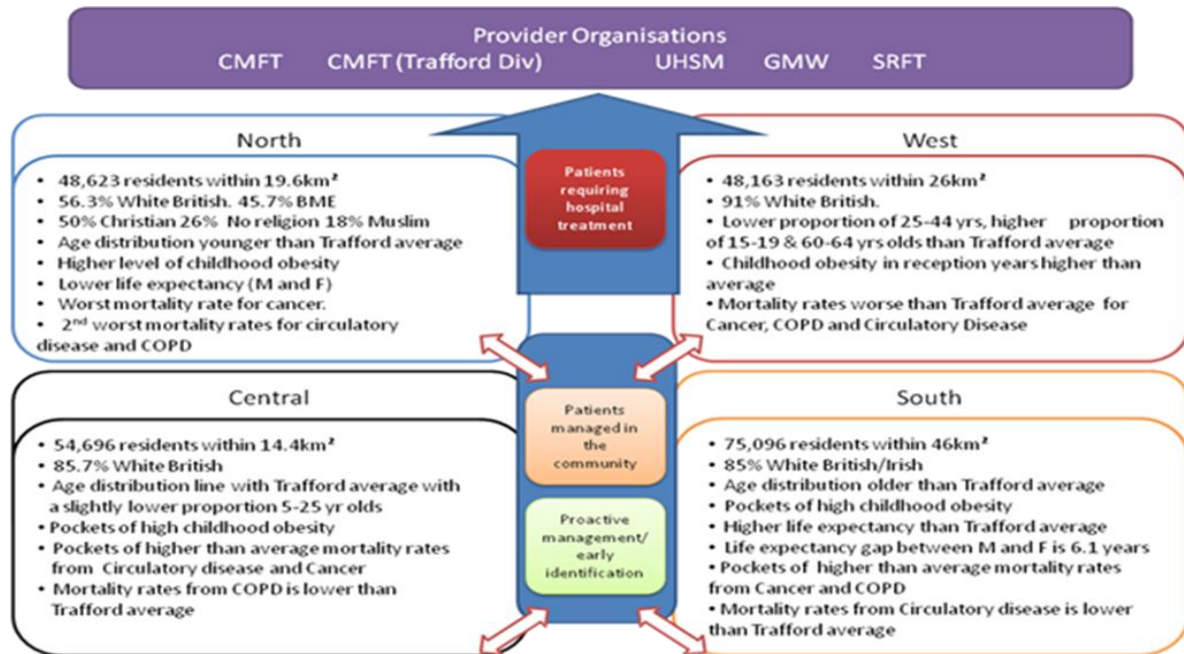 Provider Organisations
CMFT CMFT (Trafford Div) UHSM GMW SRFT
North
• 48,623 residents within 19.6km²
• 56.3% White British. 45.7% BME
• 50% Christian 26% No religion 18% Muslim
• Age distribution younger than Trafford average
• Higher level of childhood obesity
• Lower life expectancy (M and F)
• Worst mortality rate for cancer.
• 2nd worst mortality rates for circulatory
disease and COPD
Patients
requiring
hospital
treatment
West
• 48,163 residents within 26km²
• 91% White British.
• Lower proportion of 25-44 yrs, higher proportion
of 15-19 & 60-64 yrs olds than Trafford average
• Childhood obesity in reception years higher than
average
• Mortality rates worse than Trafford average for
Cancer, COPD and Circulatory Disease
Central
• 54,696 residents within 14.4km²
• 85.7% White British
• Age distribution line with Trafford average with
a slightly lower proportion 5-25 yr olds
• Pockets of high childhood obesity
• Pockets of higher than average mortality rates
from Circulatory disease and Cancer
• Mortality rates from COPD is lower than
Trafford average
Patients
managed in
the
community
Proactive
management/
early
identification
South
• 75,096 residents within 46km²
• 85% White British/Irish
• Age distribution older than Trafford average
• Pockets of high childhood obesity
• Higher life expectancy than Trafford average
• Life expectancy gap between M and F is 6.1 years
• Pockets of higher than average mortality rates
from Cancer and COPD
• Mortality rates from Circulatory disease is lower
than Trafford average